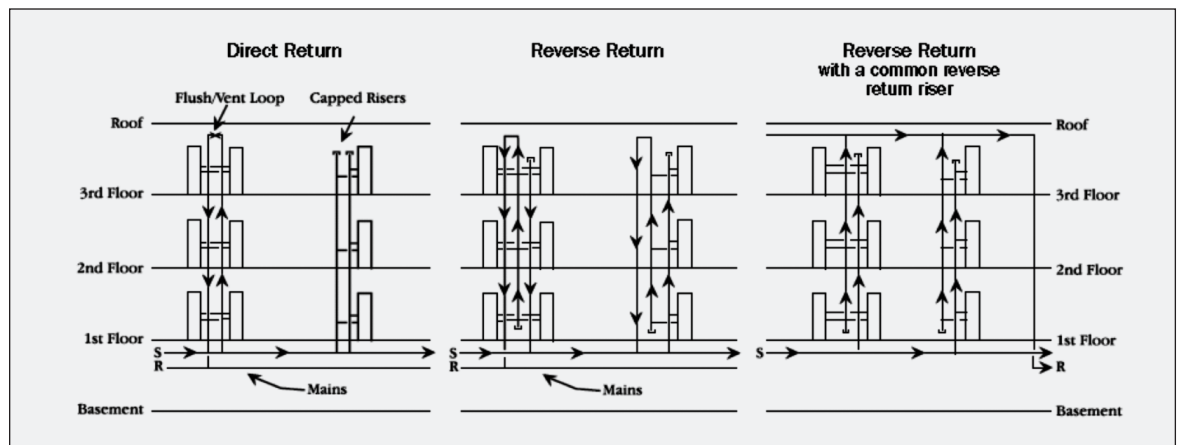 Direct Return
Reverse Return
Reverse Return
with a common reverse
return riser
Flush/Vent Loop
Capped Risers
Roof
Roof
3rd Floor
3rd Floor
2nd Floor
2nd Floor
1st Floor
1st Floor
S
R
Mains
S
R
Mains
S
R
Basement
Basement